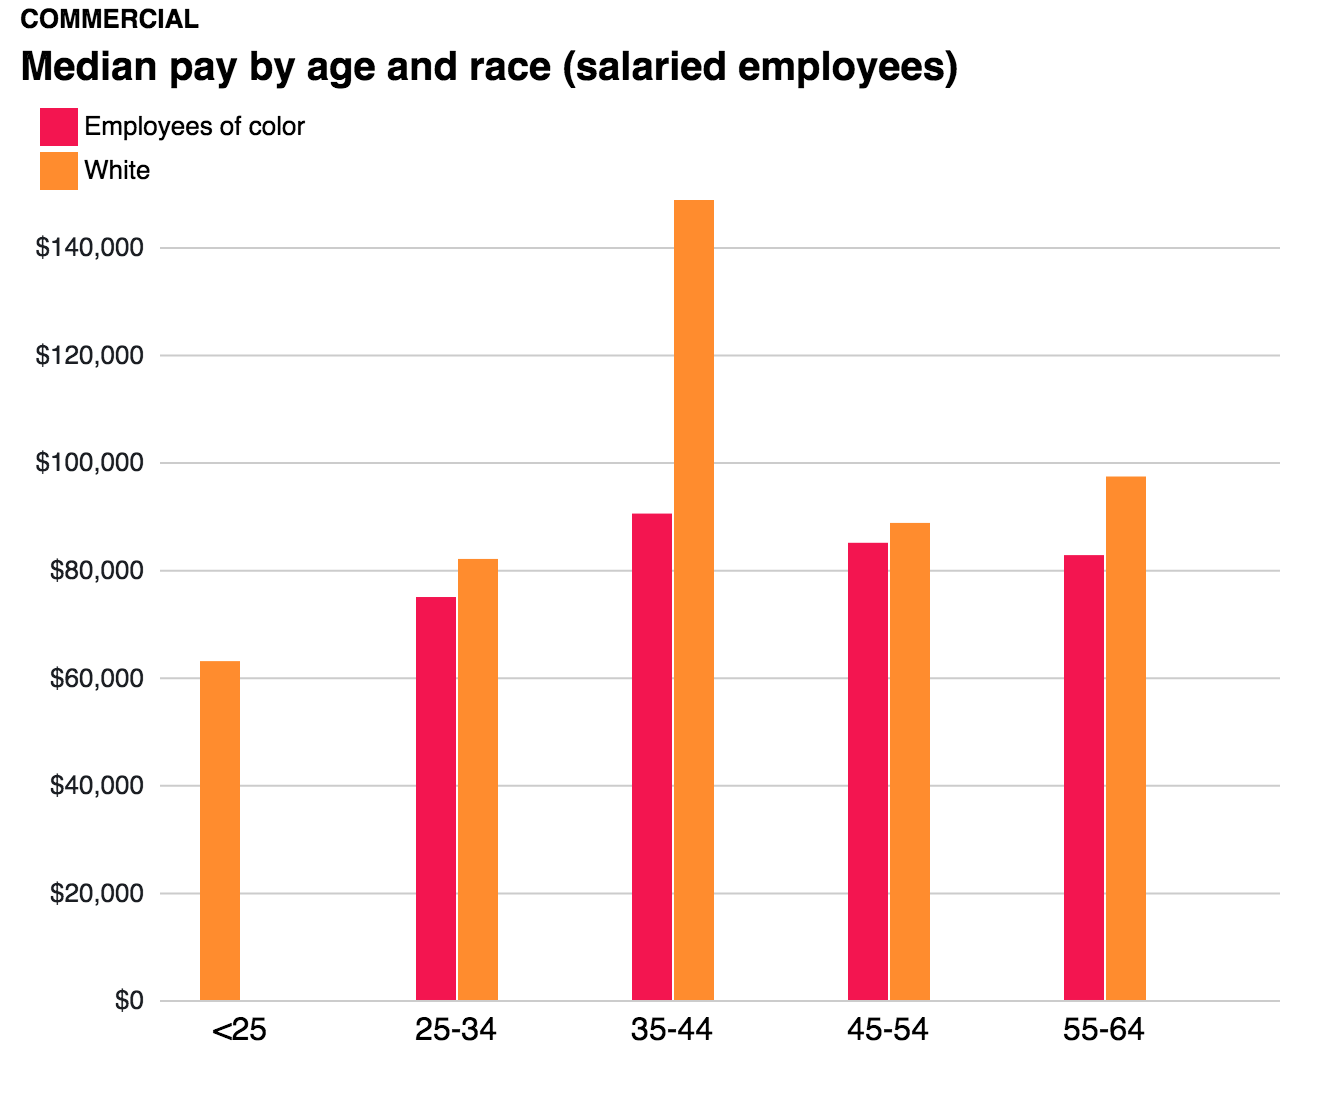 COMMERCIAL
Median pay by age and race (salaried employees)
Employees of color
White
$140,000
$120,000
$100,000
$80,000
$60,000
$40,000
$20,000
$0
<25 25-34 35-44 45-54 55-64